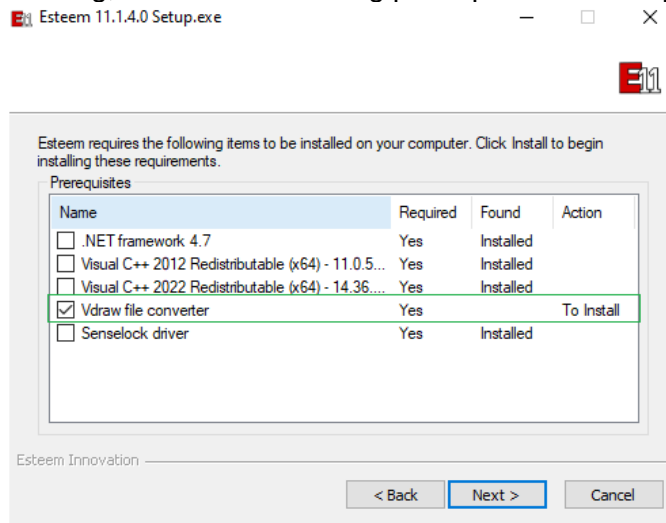 Esteem 11.1.4.0 Setup.exe
E11
Esteem requires the following items to be installed on your computer. Click Install to begin
installing these requirements.
Prerequisites
Name Required Found Action
.NET framework 4.7 Yes Installed
Visual C++ 2012 Redistributable (x64) - 11.0.5... Yes Installed
Visual C++ 2022 Redistributable (x64) - 14.36.... Yes Installed
Vdraw file converter Yes To Install
Senselock driver Yes Installed
Esteem Innovation
< Back Next > Cancel